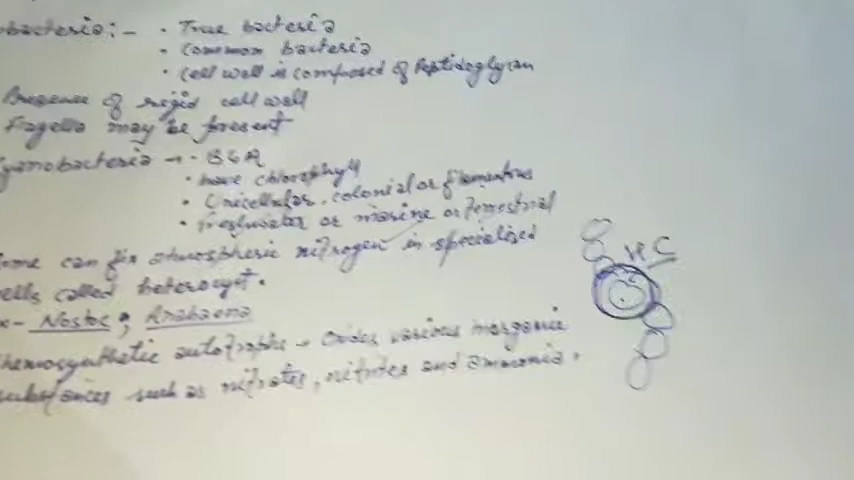 bacteria:- · True bacteria
· Common bacteria
· Cell wall is composed of Peptidoglycan
Presence of rigid cell wall
Flagella may be present
yanobacteria → · BGA
· have chlorophyll
· Unicellular, colonial or filamentous
· freshwater or marine or terrestrial
ome can fix atmospheric nitrogen in specialised
ells called heterocyst.
x- Nostoc, Anabaena
hemosynthetic autotrophs → various inorganic
substances such as nitrates, nitrites and ammonia.
HC